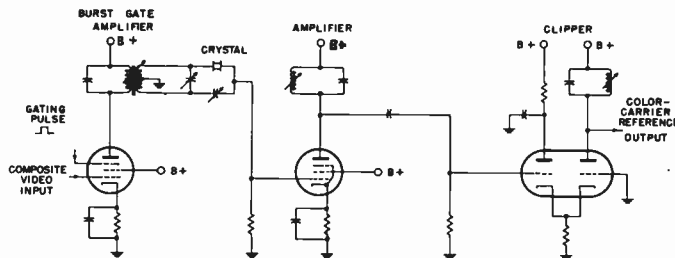 BURST GATE
AMPLIFIER
B+
CRYSTAL
GATING
PULSE
COMPOSITE
VIDEO
INPUT
B+
AMPLIFIER
B+
B+
CLIPPER
B+
B+
COLOR-
CARRIER
REFERENCE
OUTPUT